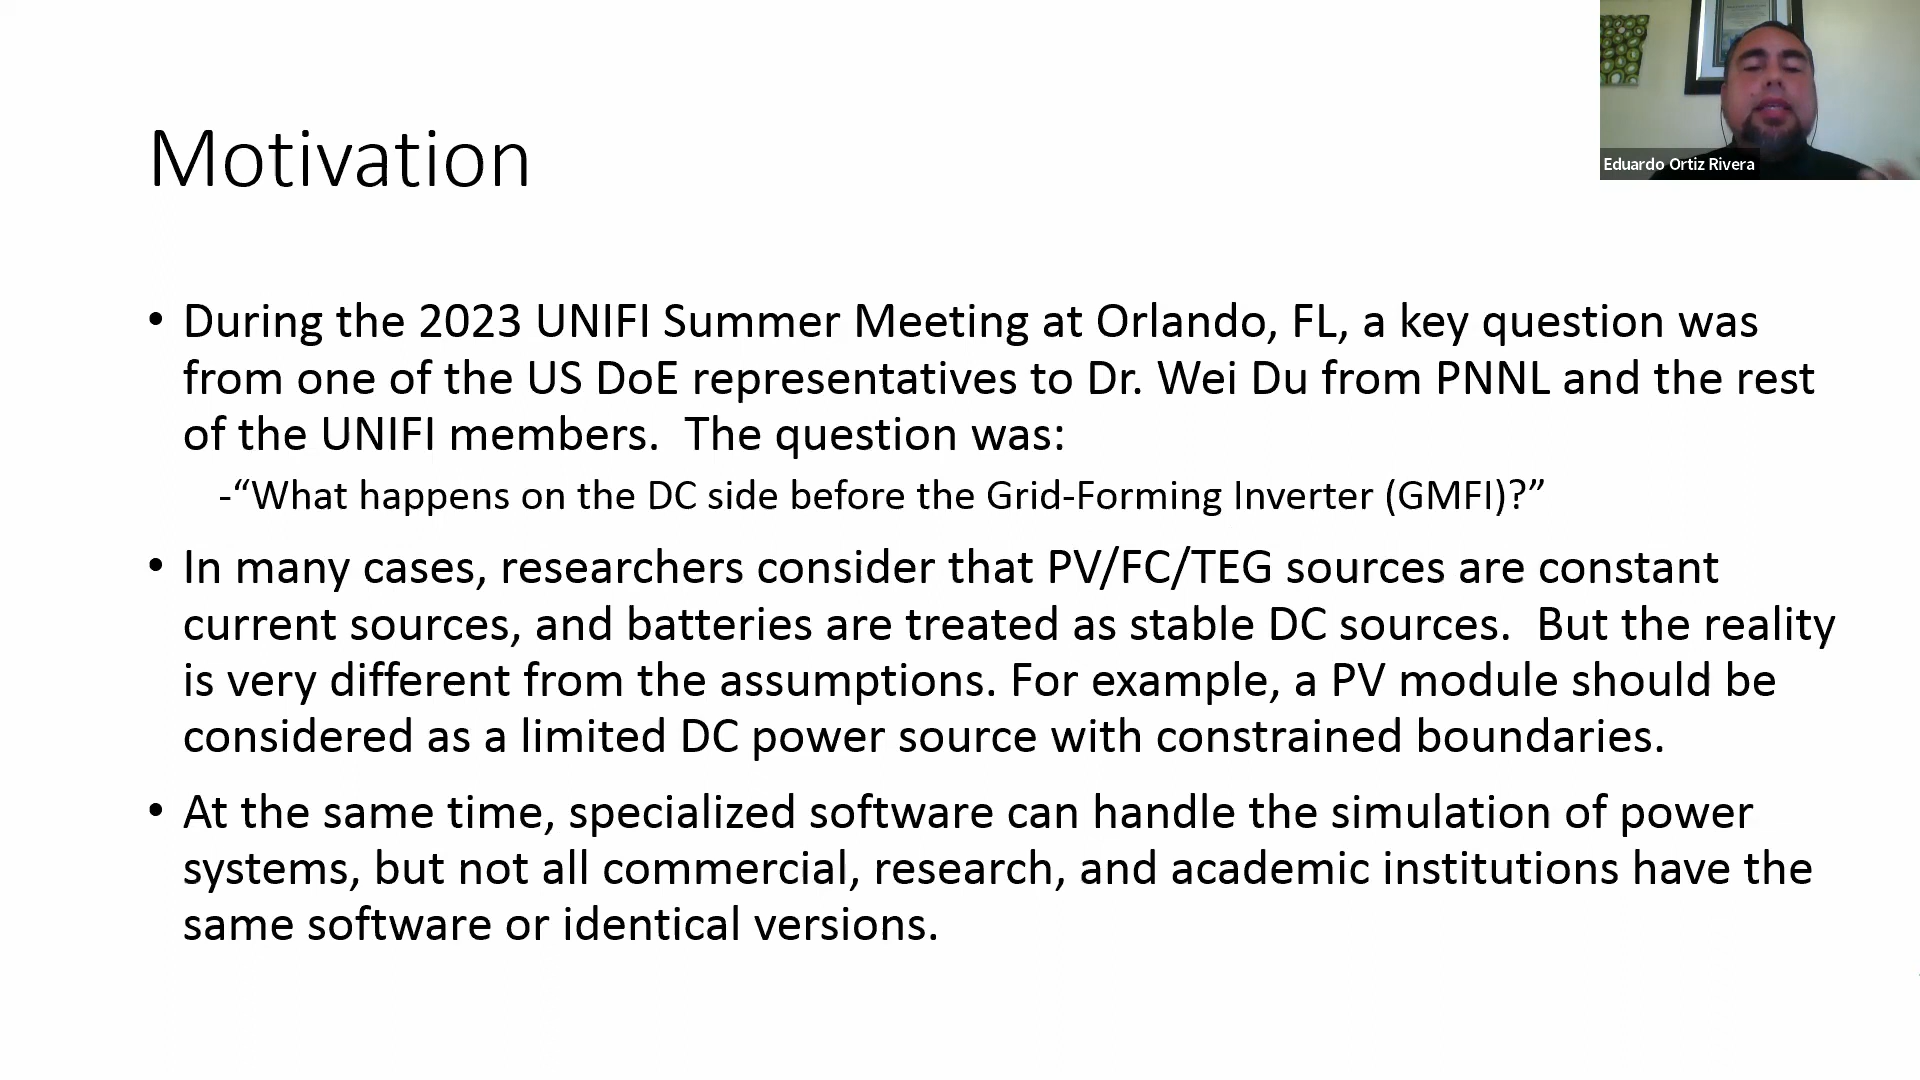 Motivation
Eduardo Ortiz Rivera
• During the 2023 UNIFI Summer Meeting at Orlando, FL, a key question was
from one of the US DoE representatives to Dr. Wei Du from PNNL and the rest
of the UNIFI members.  The question was:
-“What happens on the DC side before the Grid-Forming Inverter (GMFI)?”
• In many cases, researchers consider that PV/FC/TEG sources are constant
current sources, and batteries are treated as stable DC sources.  But the reality
is very different from the assumptions. For example, a PV module should be
considered as a limited DC power source with constrained boundaries.
• At the same time, specialized software can handle the simulation of power
systems, but not all commercial, research, and academic institutions have the
same software or identical versions.